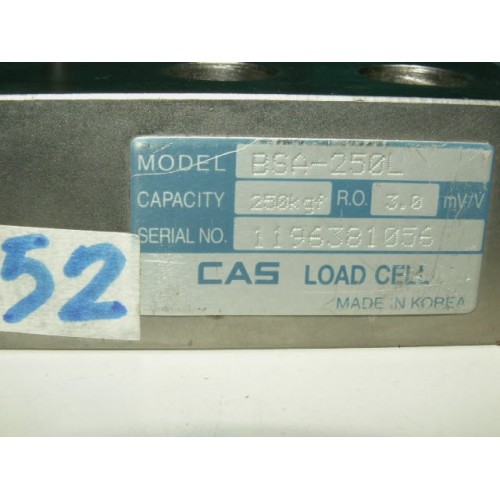 MODEL BSA-250L
CAPACITY 250kgf R.O. 3.0 mV/V
SERIAL NO. 1196381056
CAS LOAD CELL
MADE IN KOREA
52